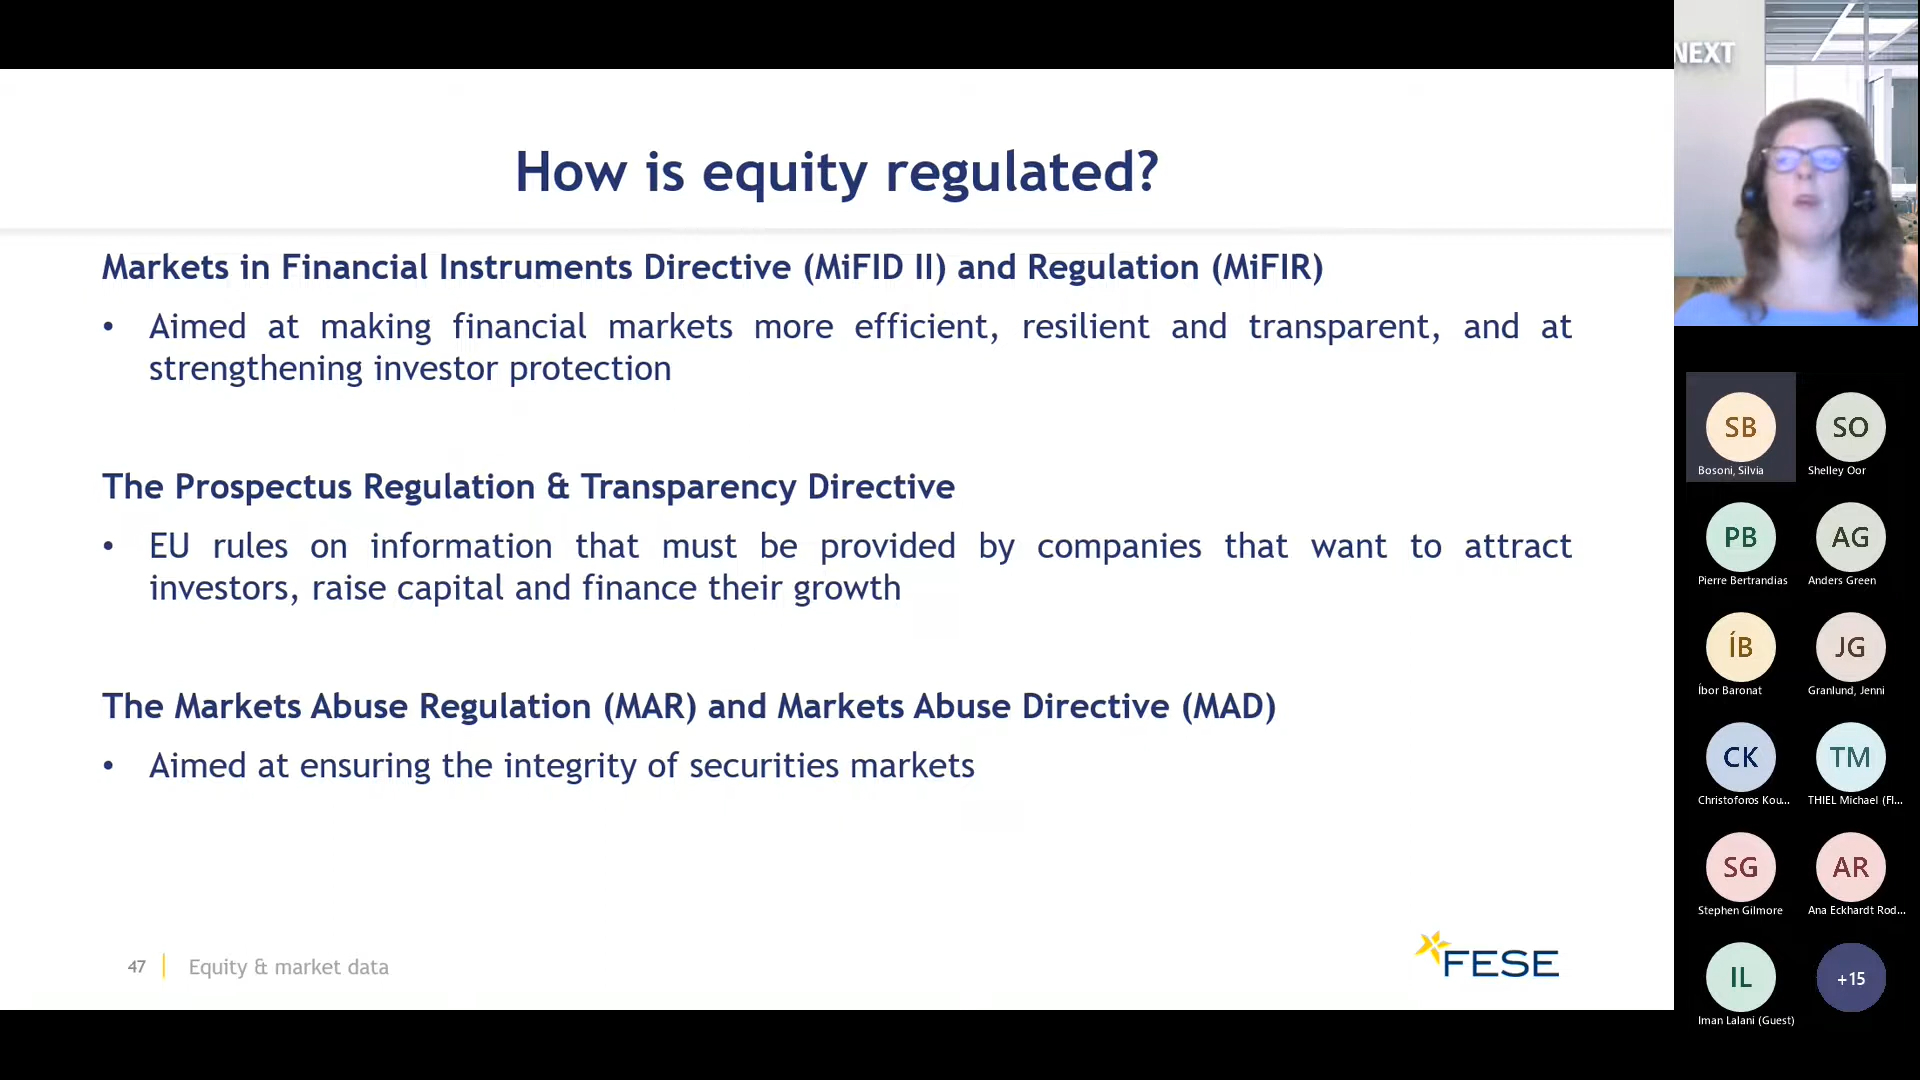 How is equity regulated?
Markets in Financial Instruments Directive (MiFID II) and Regulation (MiFIR)
• Aimed at making financial markets more efficient, resilient and transparent, and at
strengthening investor protection
The Prospectus Regulation & Transparency Directive
• EU rules on information that must be provided by companies that want to attract
investors, raise capital and finance their growth
The Markets Abuse Regulation (MAR) and Markets Abuse Directive (MAD)
• Aimed at ensuring the integrity of securities markets
47
Equity & market data
FESE
NEXT
SB
Bosoni, Silvia
SO
Shelley Oor
PB
Pierre Bertrandias
AG
Anders Green
ÍB
Íbor Baronat
JG
Granlund, Jenni
CK
Christoforos Kou...
TM
THIEL Michael (FI...
SG
Stephen Gilmore
AR
Ana Eckhardt Rod...
IL
Iman Lalani (Guest)
+15